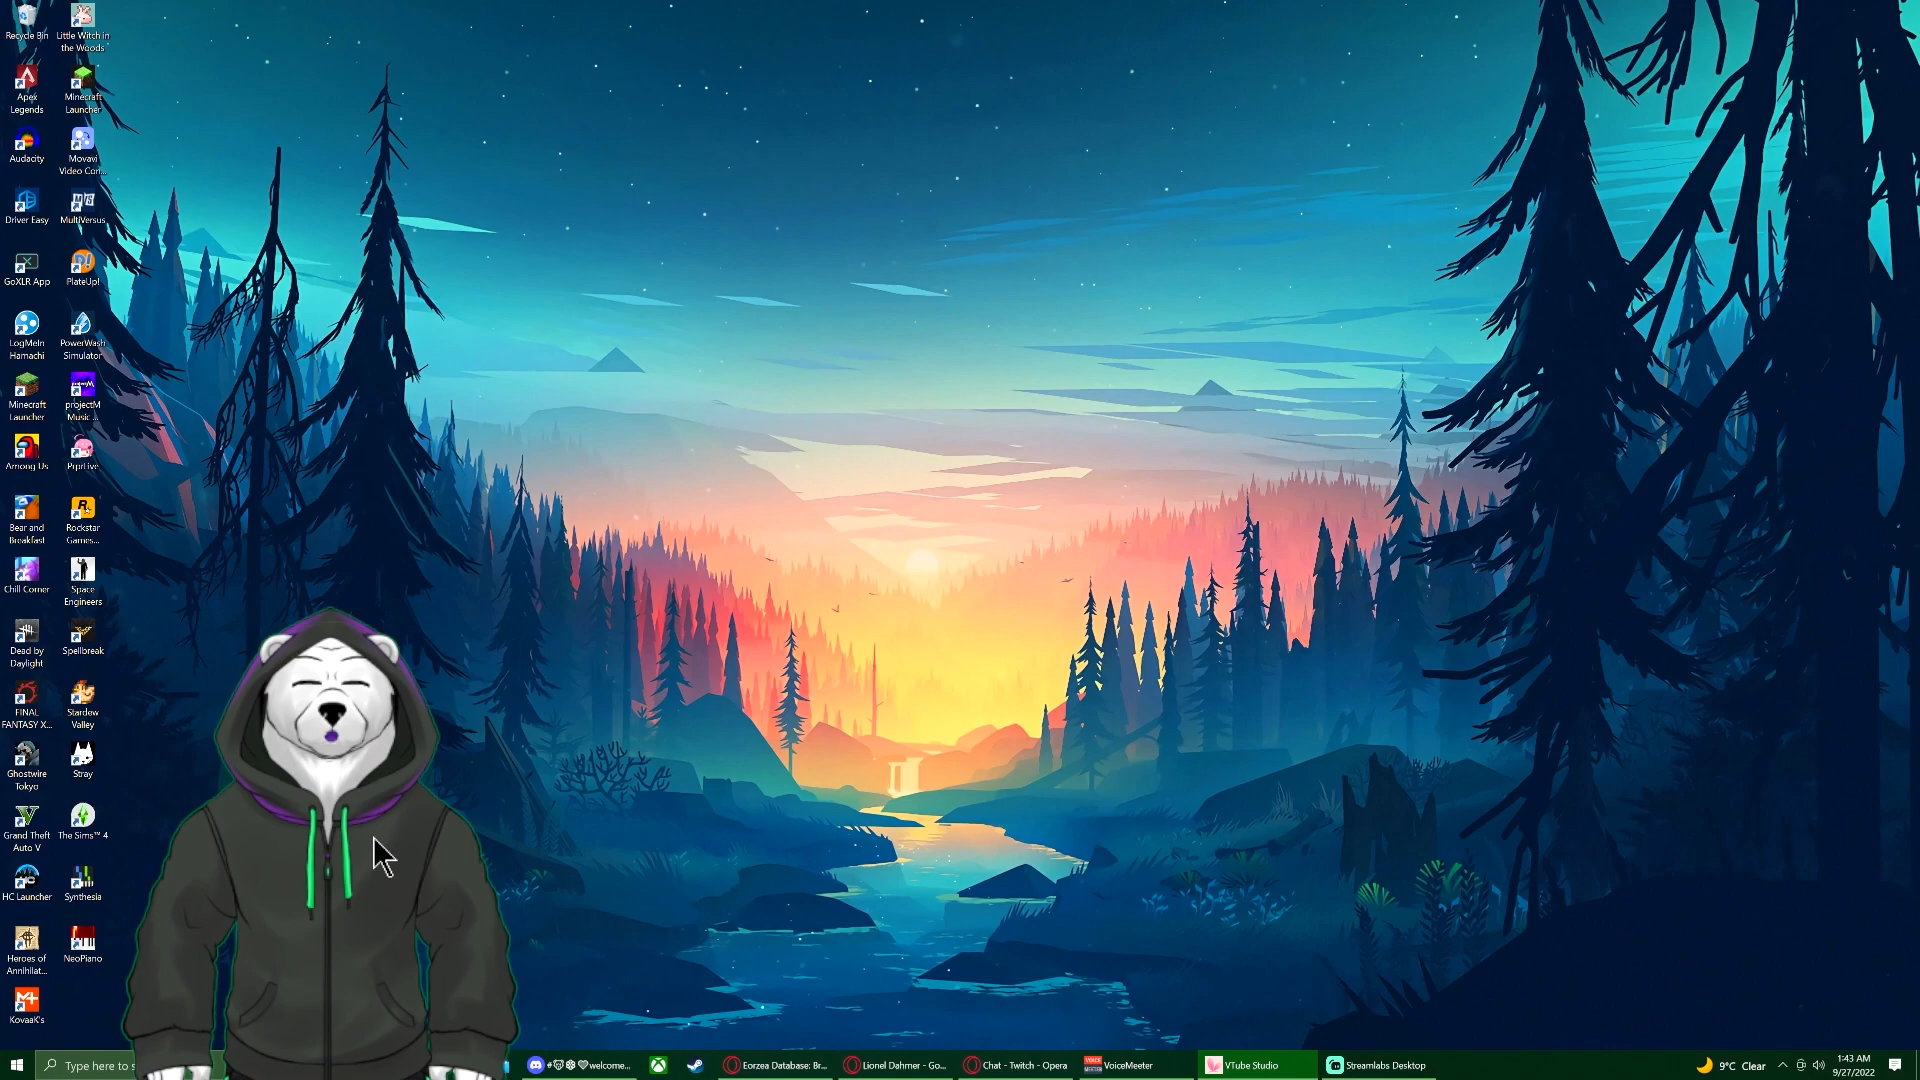 Recycle Bin
Little Witch in
the Woods
Apex
Legends
Minecraft
Launcher
Audacity
Movavi
Video Con...
Driver Easy
MultiVersus
GoXLR App
PlateUp!
LogMeIn
Hamachi
PowerWash
Simulator
Minecraft
Launcher
projectM
Music ...
Among Us
PrprLive
Bear and
Breakfast
Rockstar
Games...
Chill Corner
Space
Engineers
Dead by
Daylight
Spellbreak
FINAL
FANTASY X...
Stardew
Valley
Ghostwire
Tokyo
Stray
Grand Theft
Auto V
The Sims™ 4
HC Launcher
Synthesia
Heroes of
Annihilat...
NeoPiano
KovaaK's
Type here to s
welcome...
Eorzea Database: Br...
Lionel Dahmer - Go...
Chat - Twitch - Opera
VoiceMeeter
VTube Studio
Streamlabs Desktop
9°C Clear
1:43 AM
9/27/2022